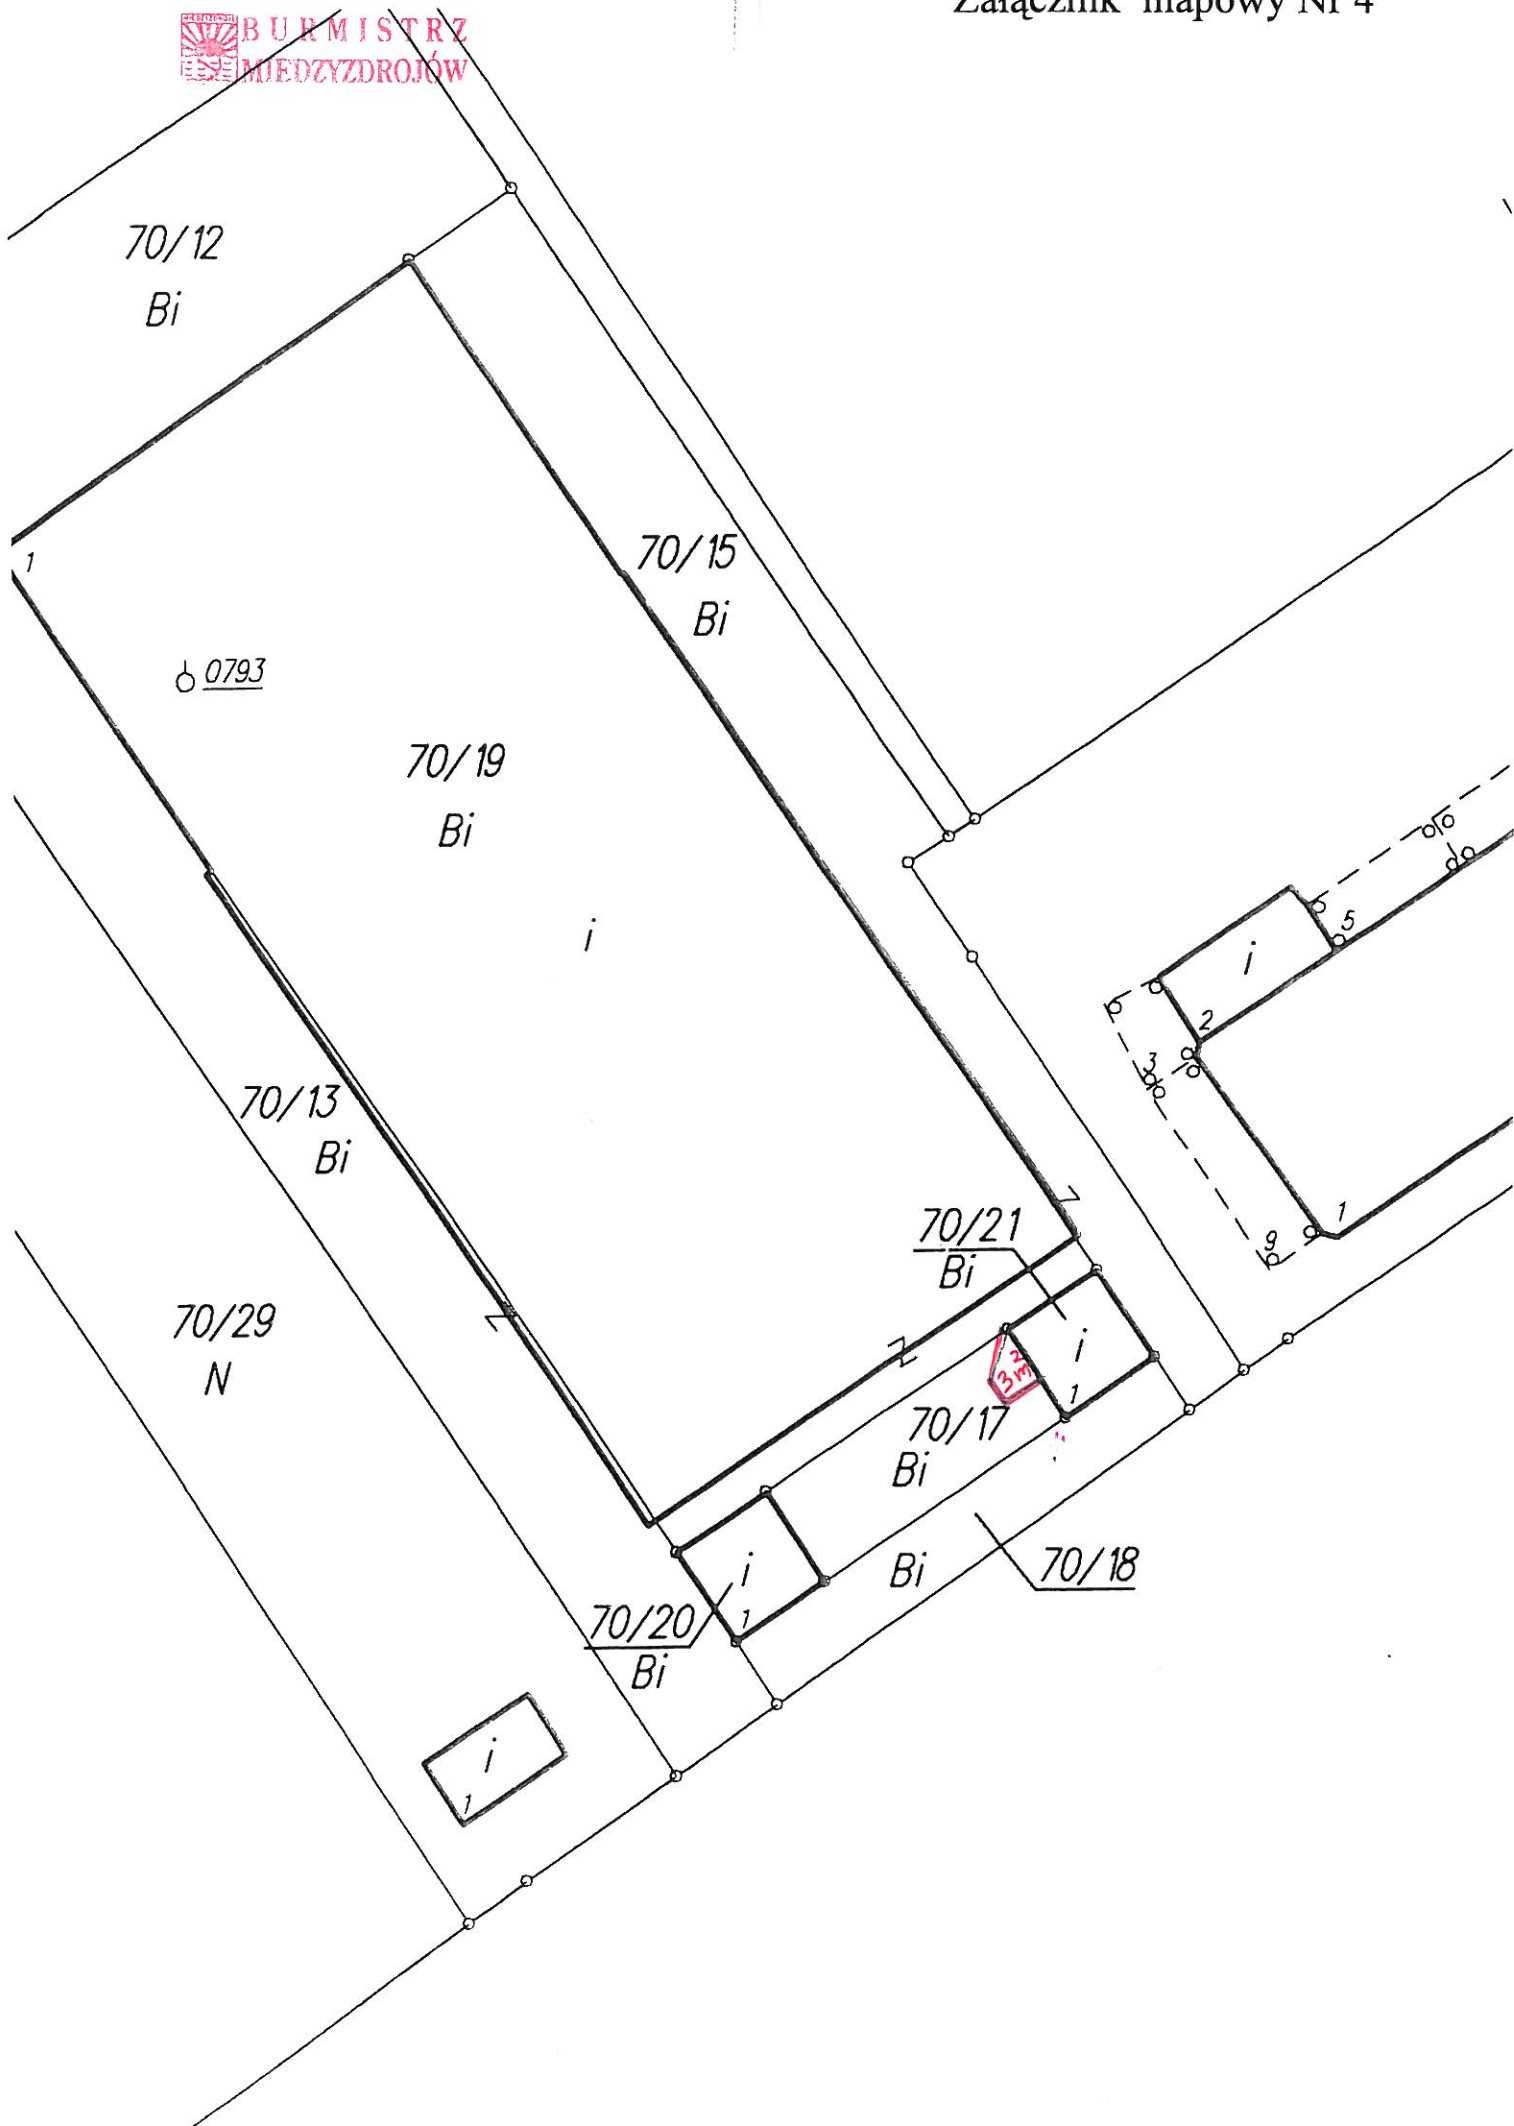 Załącznik mapowy Nr 4
MIĘDZYZDROJE
BURMISTRZ
MIĘDZYZDROJÓW
70/12
Bi
1
70/15
Bi
0793
70/19
Bi
i
5
i
2
3
70/13
Bi
1
9
70/21
Bi
70/29
N
i
3 m2
1
70/17
Bi
70/18
Bi
i
1
70/20
Bi
i
1